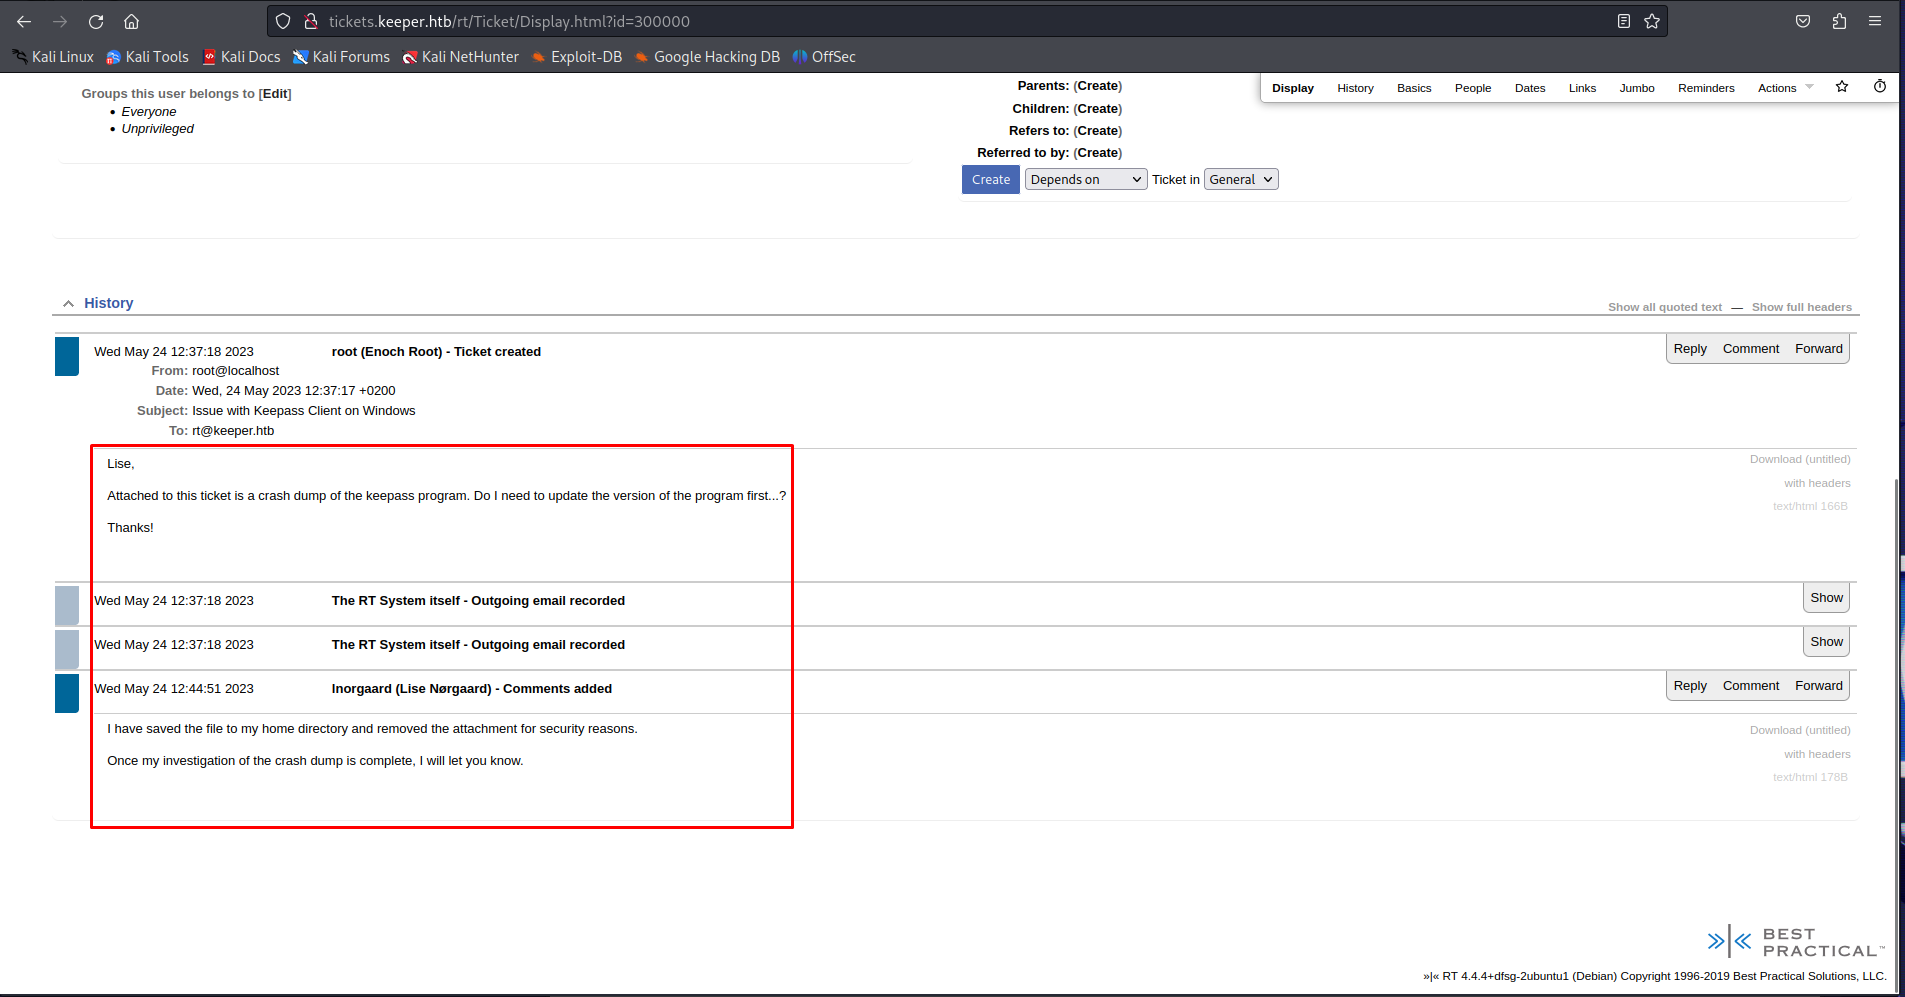 tickets.keeper.htb/rt/Ticket/Display.html?id=300000
Kali Linux Kali Tools Kali Docs Kali Forums Kali NetHunter Exploit-DB Google Hacking DB OffSec
Display History Basics People Dates Links Jumbo Reminders Actions
Groups this user belongs to [Edit]
• Everyone
• Unprivileged
Parents: (Create)
Children: (Create)
Refers to: (Create)
Referred to by: (Create)
Create Depends on Ticket in General
History
Show all quoted text — Show full headers
Wed May 24 12:37:18 2023 root (Enoch Root) - Ticket created
Reply Comment Forward
From: root@localhost
Date: Wed, 24 May 2023 12:37:17 +0200
Subject: Issue with Keepass Client on Windows
To: rt@keeper.htb
Lise,
Attached to this ticket is a crash dump of the keepass program. Do I need to update the version of the program first...?
Thanks!
Download (untitled)
with headers
text/html 166B
Wed May 24 12:37:18 2023 The RT System itself - Outgoing email recorded Show
Wed May 24 12:37:18 2023 The RT System itself - Outgoing email recorded Show
Wed May 24 12:44:51 2023 lnorgaard (Lise Nørgaard) - Comments added
Reply Comment Forward
I have saved the file to my home directory and removed the attachment for security reasons.
Once my investigation of the crash dump is complete, I will let you know.
Download (untitled)
with headers
text/html 178B
»|« BEST
PRACTICAL™
»|« RT 4.4.4+dfsg-2ubuntu1 (Debian) Copyright 1996-2019 Best Practical Solutions, LLC.